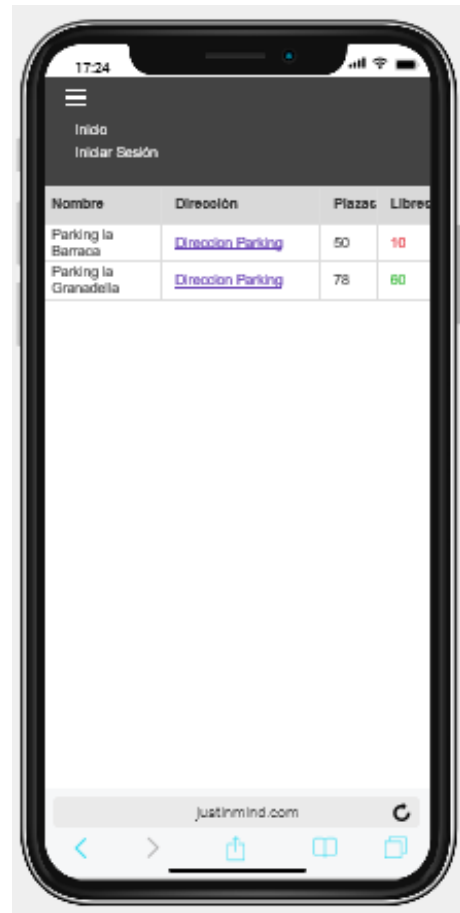 17:24
Inicio
Iniciar Sesión
Nombre Dirección Plazas Libres
Parking la Barraca Direccion Parking 50 10
Parking la Granadella Direccion Parking 78 60
justinmind.com